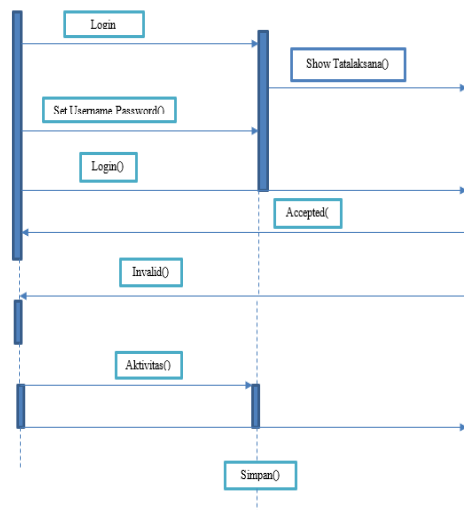 Login
Show Tatalaksana()
Set Username Password()
Login()
Accepted(
Invalid()
Aktivitas()
Simpan()